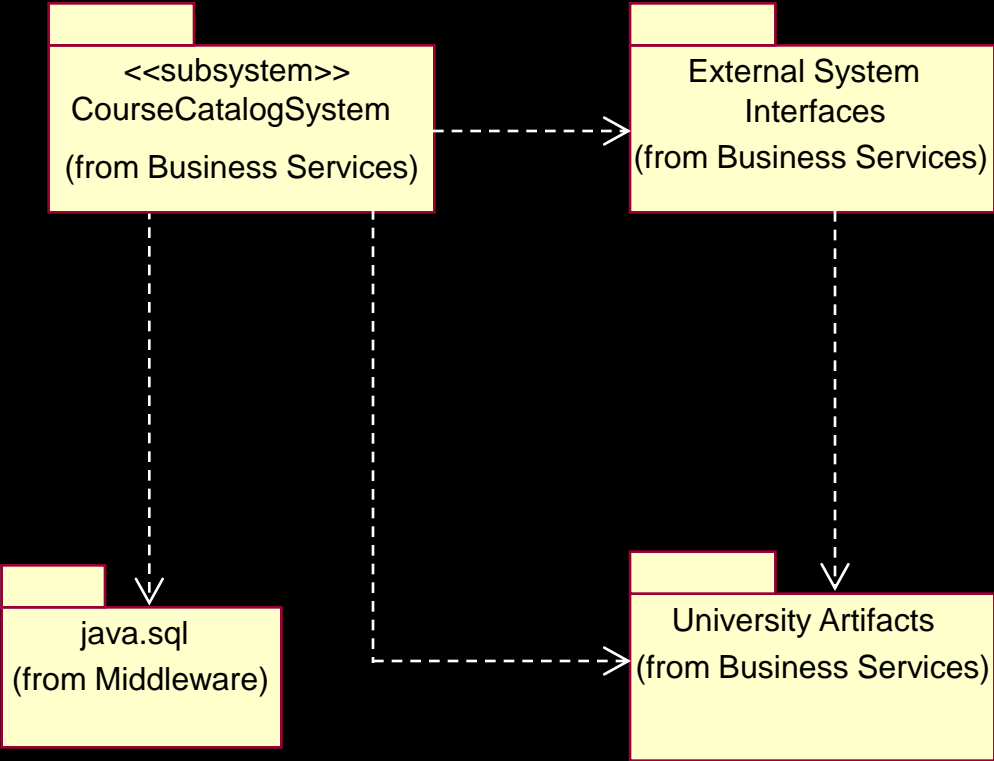 <<subsystem>>
CourseCatalogSystem
(from Business Services)
External System
Interfaces
(from Business Services)
java.sql
(from Middleware)
University Artifacts
(from Business Services)